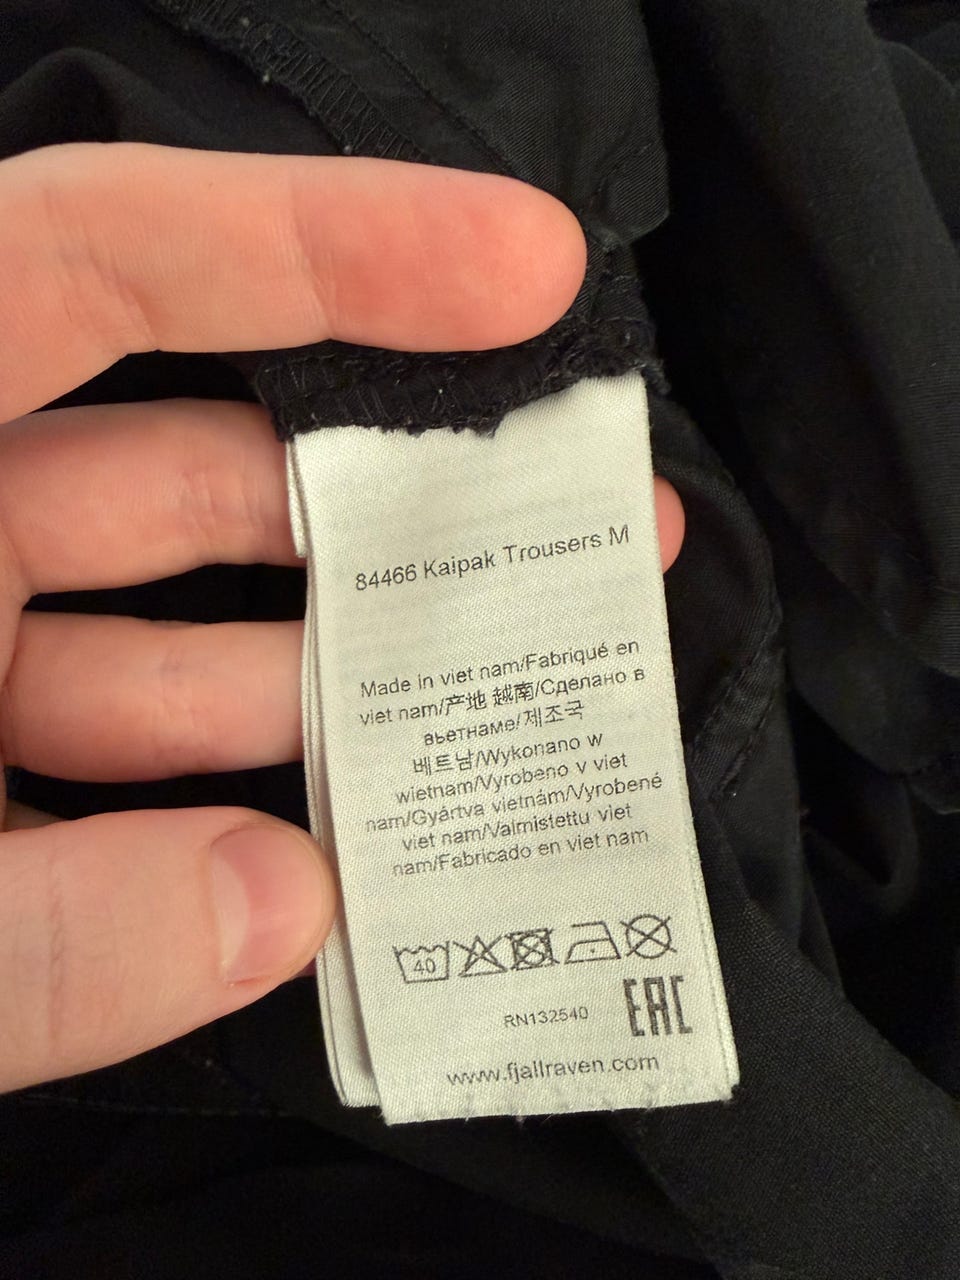 84466 Kaipak Trousers M
Made in viet nam/Fabriqué en
viet nam/产地 越南/Сделано в
вьетнаме/제조국
베트남/Wykonano w
wietnam/Vyrobeno v viet
nam/Gyártva vietnám/Vyrobené
viet nam/Valmistettu viet
nam/Fabricado en viet nam
40
RN132540
EAC
www.fjallraven.com